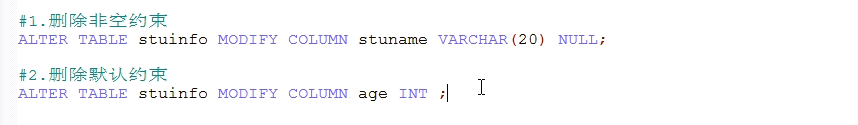 #1.删除非空约束
ALTER TABLE stuinfo MODIFY COLUMN stuname VARCHAR(20) NULL;
#2.删除默认约束
ALTER TABLE stuinfo MODIFY COLUMN age INT ;